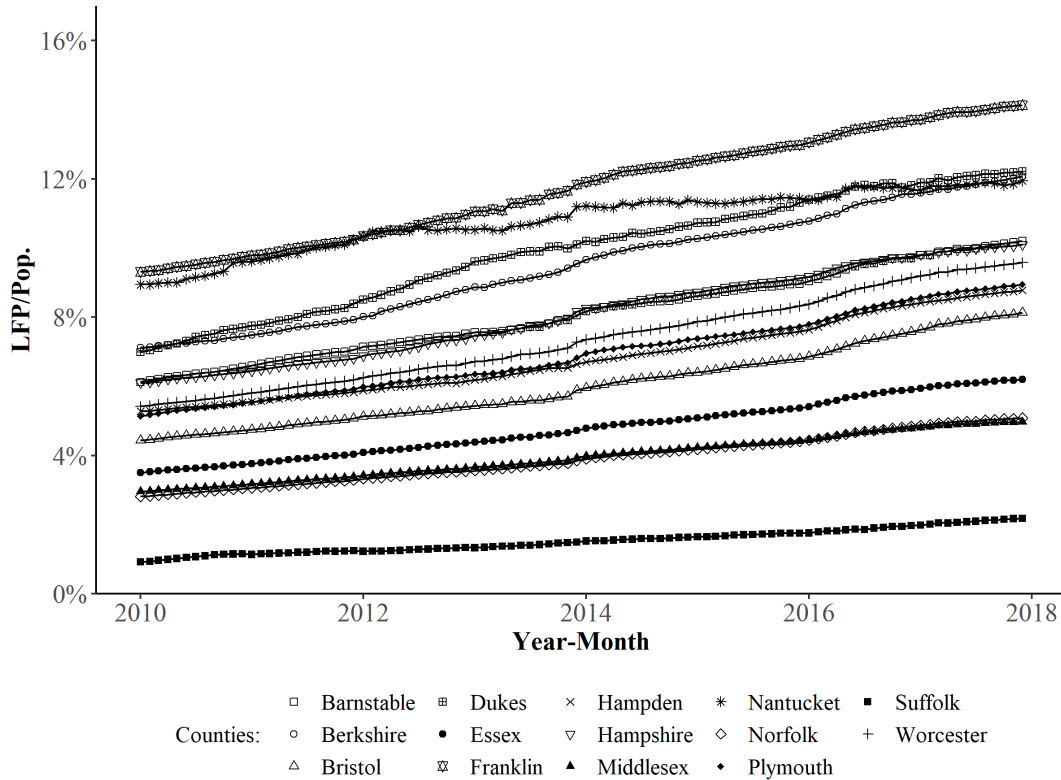 16%
12%
8%
4%
0%
LFP/Pop.
2010 2012 2014 2016 2018
Year-Month
Barnstable Dukes Hampden Nantucket Suffolk
Counties: Berkshire Essex Hampshire Norfolk Worcester
Bristol Franklin Middlesex Plymouth